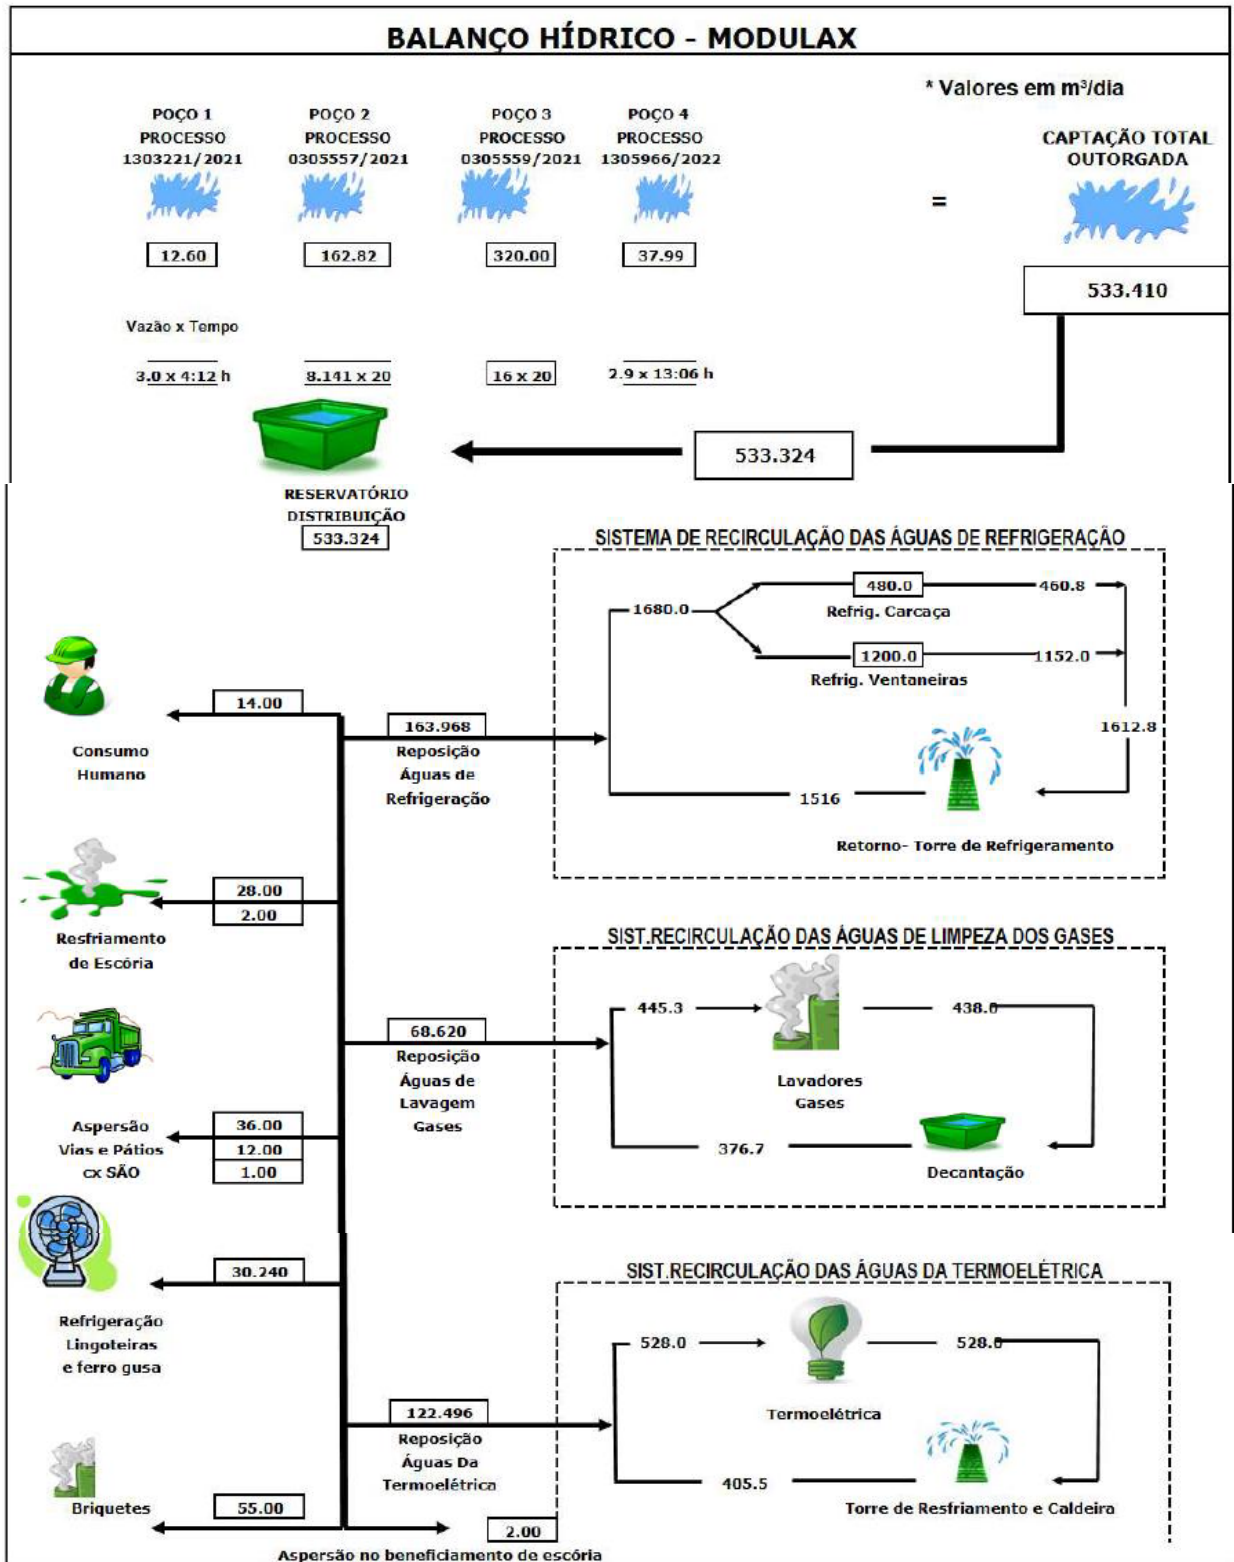 BALANÇO HÍDRICO - MODULAX
* Valores em m³/dia
POÇO 1
PROCESSO
1303221/2021
POÇO 2
PROCESSO
0305557/2021
POÇO 3
PROCESSO
0305559/2021
POÇO 4
PROCESSO
1305966/2022
CAPTAÇÃO TOTAL
OUTORGADA
=
12.60
162.82
320.00
37.99
533.410
Vazão x Tempo
3.0 x 4:12 h
8.141 x 20
16 x 20
2.9 x 13:06 h
533.324
RESERVATÓRIO
DISTRIBUIÇÃO
533.324
SISTEMA DE RECIRCULAÇÃO DAS ÁGUAS DE REFRIGERAÇÃO
1680.0
480.0
460.8
Refrig. Carcaça
1200.0
1152.0
Refrig. Ventaneiras
1612.8
1516
Retorno- Torre de Refrigeramento
14.00
Consumo
Humano
163.968
Reposição
Águas de
Refrigeração
28.00
2.00
Resfriamento
de Escória
SIST.RECIRCULAÇÃO DAS ÁGUAS DE LIMPEZA DOS GASES
445.3
438.0
Lavadores
Gases
376.7
Decantação
68.620
Reposição
Águas de
Lavagem
Gases
36.00
12.00
1.00
Aspersão
Vias e Pátios
cx SÃO
30.240
Refrigeração
Lingoteiras
e ferro gusa
SIST.RECIRCULAÇÃO DAS ÁGUAS DA TERMOELÉTRICA
528.0
528.0
Termoelétrica
405.5
Torre de Resfriamento e Caldeira
122.496
Reposição
Águas Da
Termoelétrica
Briquetes
55.00
2.00
Aspersão no beneficiamento de escória